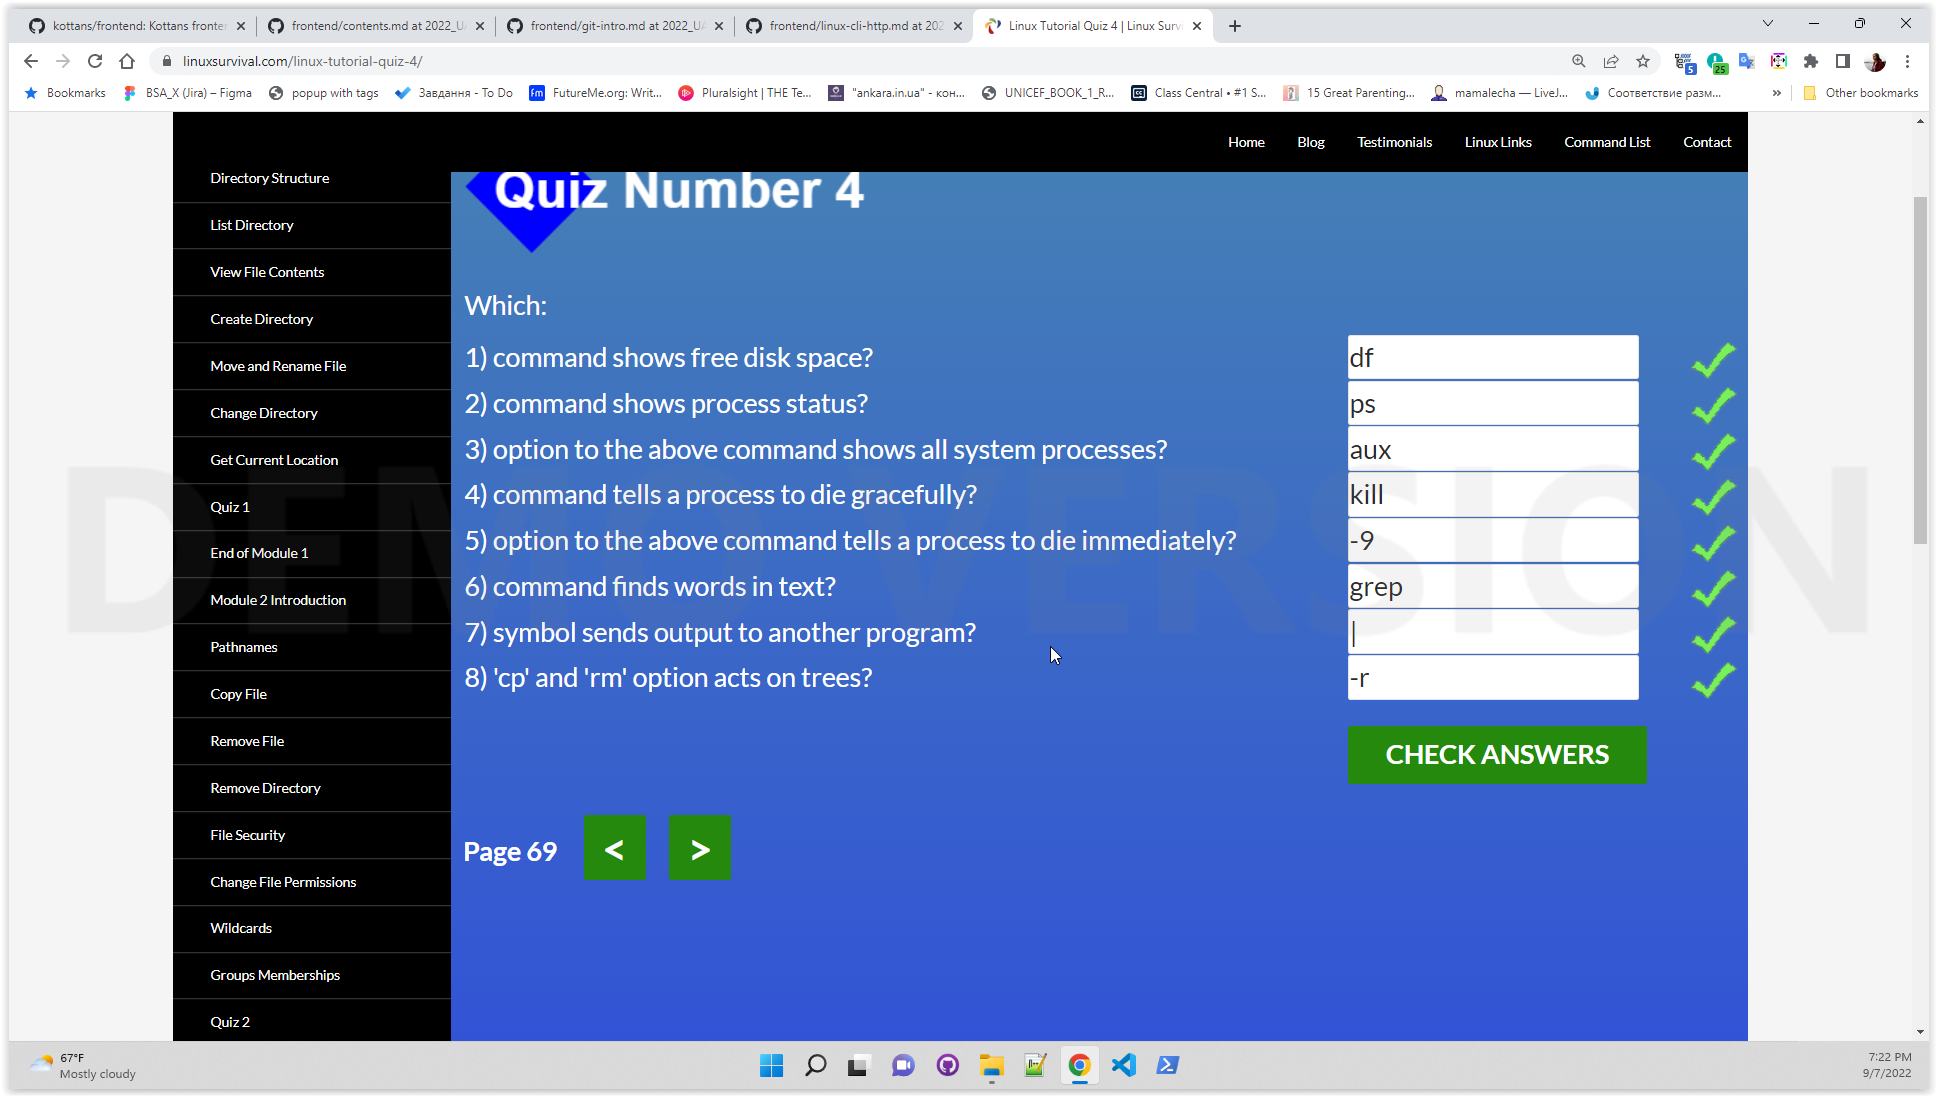 kottans/frontend: Kottans fronte
frontend/contents.md at 2022_U
frontend/git-intro.md at 2022_U
frontend/linux-cli-http.md at 202
Linux Tutorial Quiz 4 | Linux Surv
linuxsurvival.com/linux-tutorial-quiz-4/
5
25
Bookmarks
BSA_X (Jira) – Figma
popup with tags
Завдання - To Do
fm
FutureMe.org: Writ...
Pluralsight | THE Te...
"ankara.in.ua" - кон...
UNICEF_BOOK_1_R...
Class Central • #1 S...
15 Great Parenting...
mamalecha — LiveJ...
Соответствие разм...
»
Other bookmarks
Home
Blog
Testimonials
Linux Links
Command List
Contact
Directory Structure
List Directory
View File Contents
Create Directory
Move and Rename File
Change Directory
Get Current Location
Quiz 1
End of Module 1
Module 2 Introduction
Pathnames
Copy File
Remove File
Remove Directory
File Security
Change File Permissions
Wildcards
Groups Memberships
Quiz 2
Quiz Number 4
Which:
1) command shows free disk space?
df
2) command shows process status?
ps
3) option to the above command shows all system processes?
aux
4) command tells a process to die gracefully?
kill
5) option to the above command tells a process to die immediately?
-9
6) command finds words in text?
grep
7) symbol sends output to another program?
|
8) 'cp' and 'rm' option acts on trees?
-r
CHECK ANSWERS
Page 69
<
>
DEMO VERSION
67°F
Mostly cloudy
7:22 PM
9/7/2022